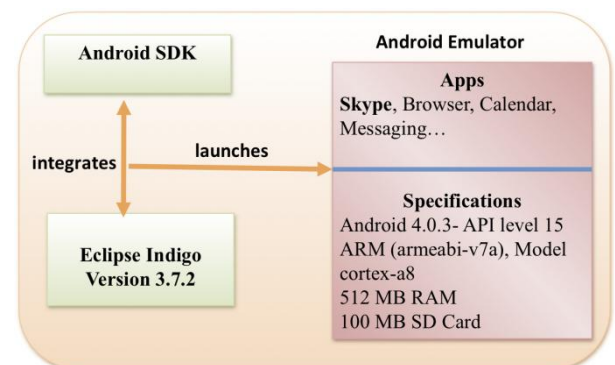 Android SDK
integrates
launches
Eclipse Indigo
Version 3.7.2
Android Emulator
Apps
Skype, Browser, Calendar,
Messaging…
Specifications
Android 4.0.3- API level 15
ARM (armeabi-v7a), Model
cortex-a8
512 MB RAM
100 MB SD Card